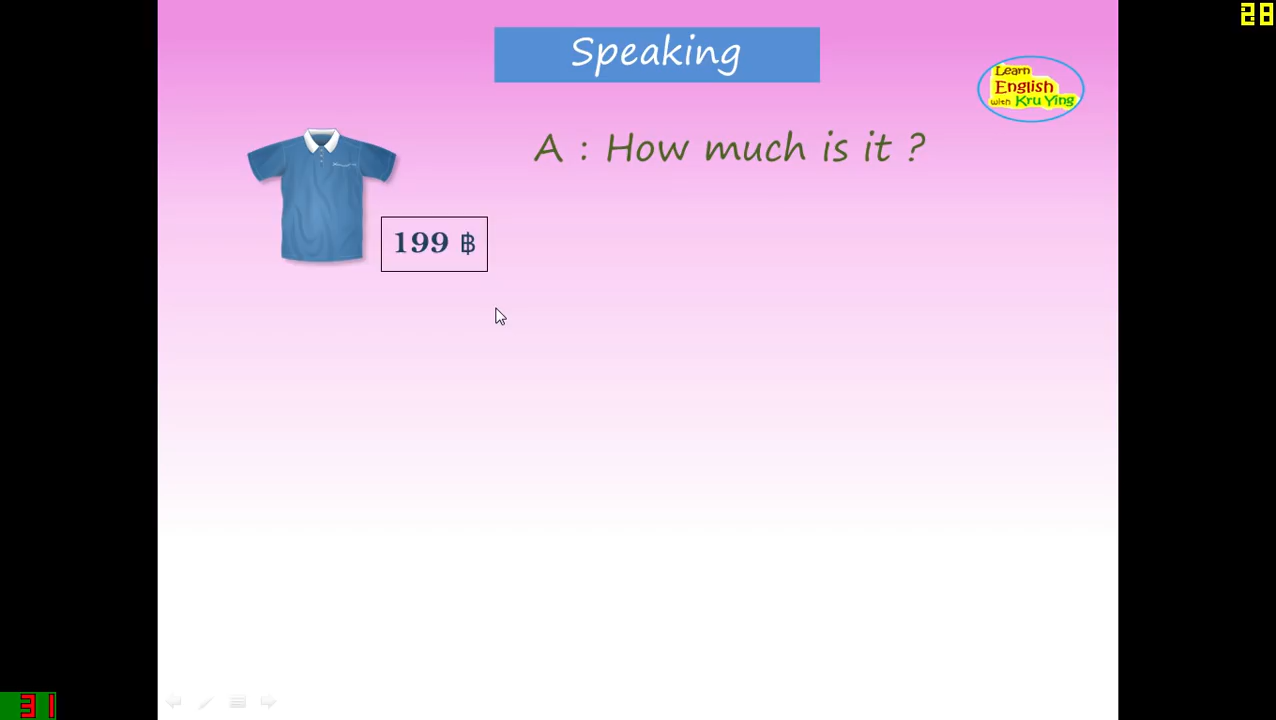 28
Speaking
Learn
English
with Kru Ying
A : How much is it ?
199 ฿
31